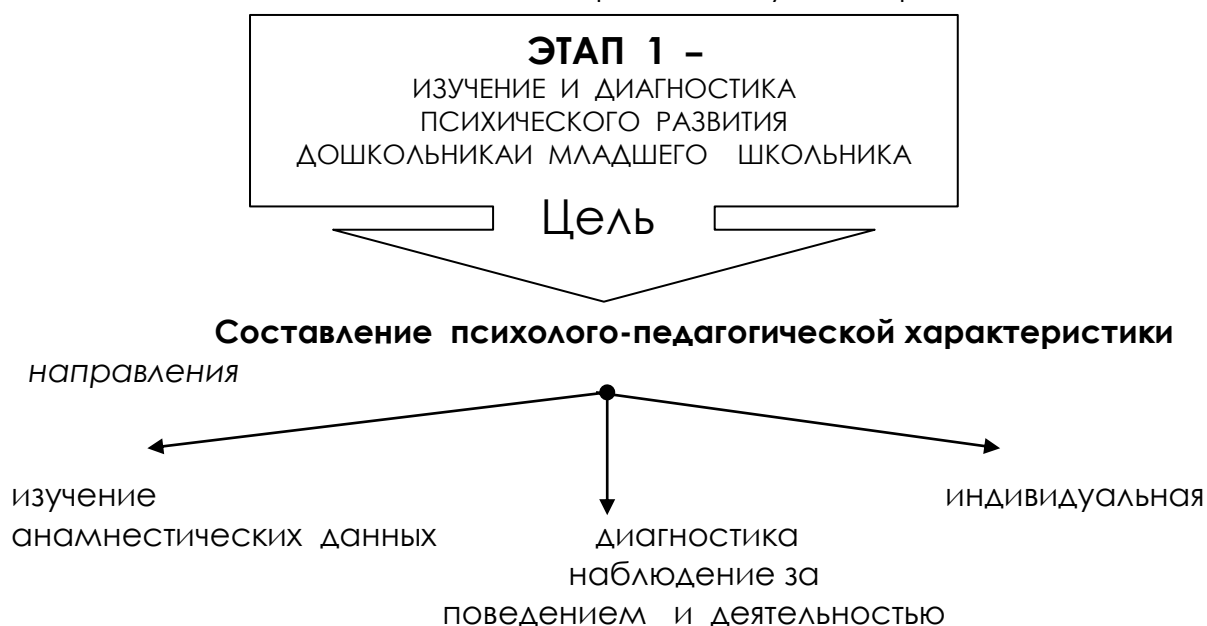 ЭТАП 1 –
ИЗУЧЕНИЕ И ДИАГНОСТИКА
ПСИХИЧЕСКОГО РАЗВИТИЯ
ДОШКОЛЬНИКАИ МЛАДШЕГО ШКОЛЬНИКА
Цель
Составление психолого-педагогической характеристики
направления
изучение индивидуальная
анамнестических данных диагностика
наблюдение за
поведением и деятельностью